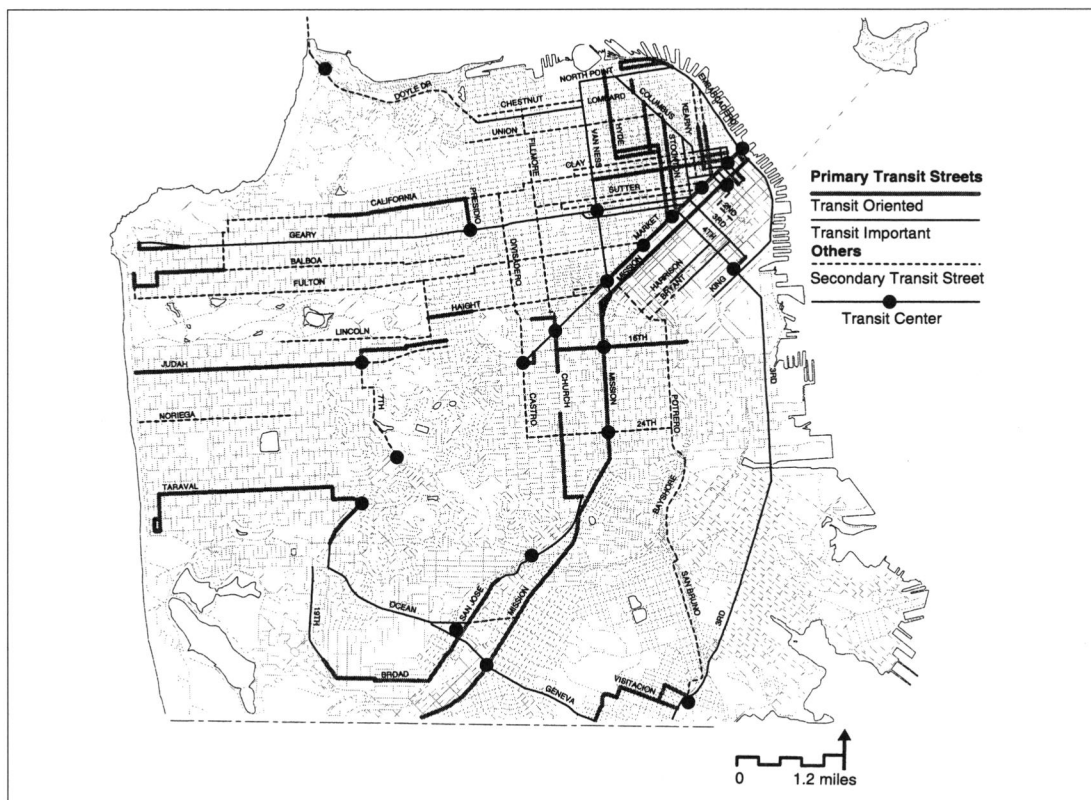 NORTH POINT
EMBARCADERO
DOYLE DR
CHESTNUT
LOMBARD
COLUMBUS
KEARNY
UNION
HYDE
VAN NESS
STOCKTON
FILLMORE
CLAY
Primary Transit Streets
Transit Oriented
Transit Important
Others
Secondary Transit Street
Transit Center
SUTTER
CALIFORNIA
PRESIDIO
2ND
3RD
4TH
GEARY
MARKET
DIVISADERO
BALBOA
MISSION
HARRISON
BRYANT
KING
FULTON
HAIGHT
LINCOLN
16TH
JUDAH
3RD
CHURCH
MISSION
7TH
CASTRO
POTRERO
NORIEGA
24TH
TARAVAL
BAYSHORE
SAN BRUNO
OCEAN
SAN JOSE
MISSION
19TH
3RD
BROAD
VISITACION
GENEVA
0 1.2 miles